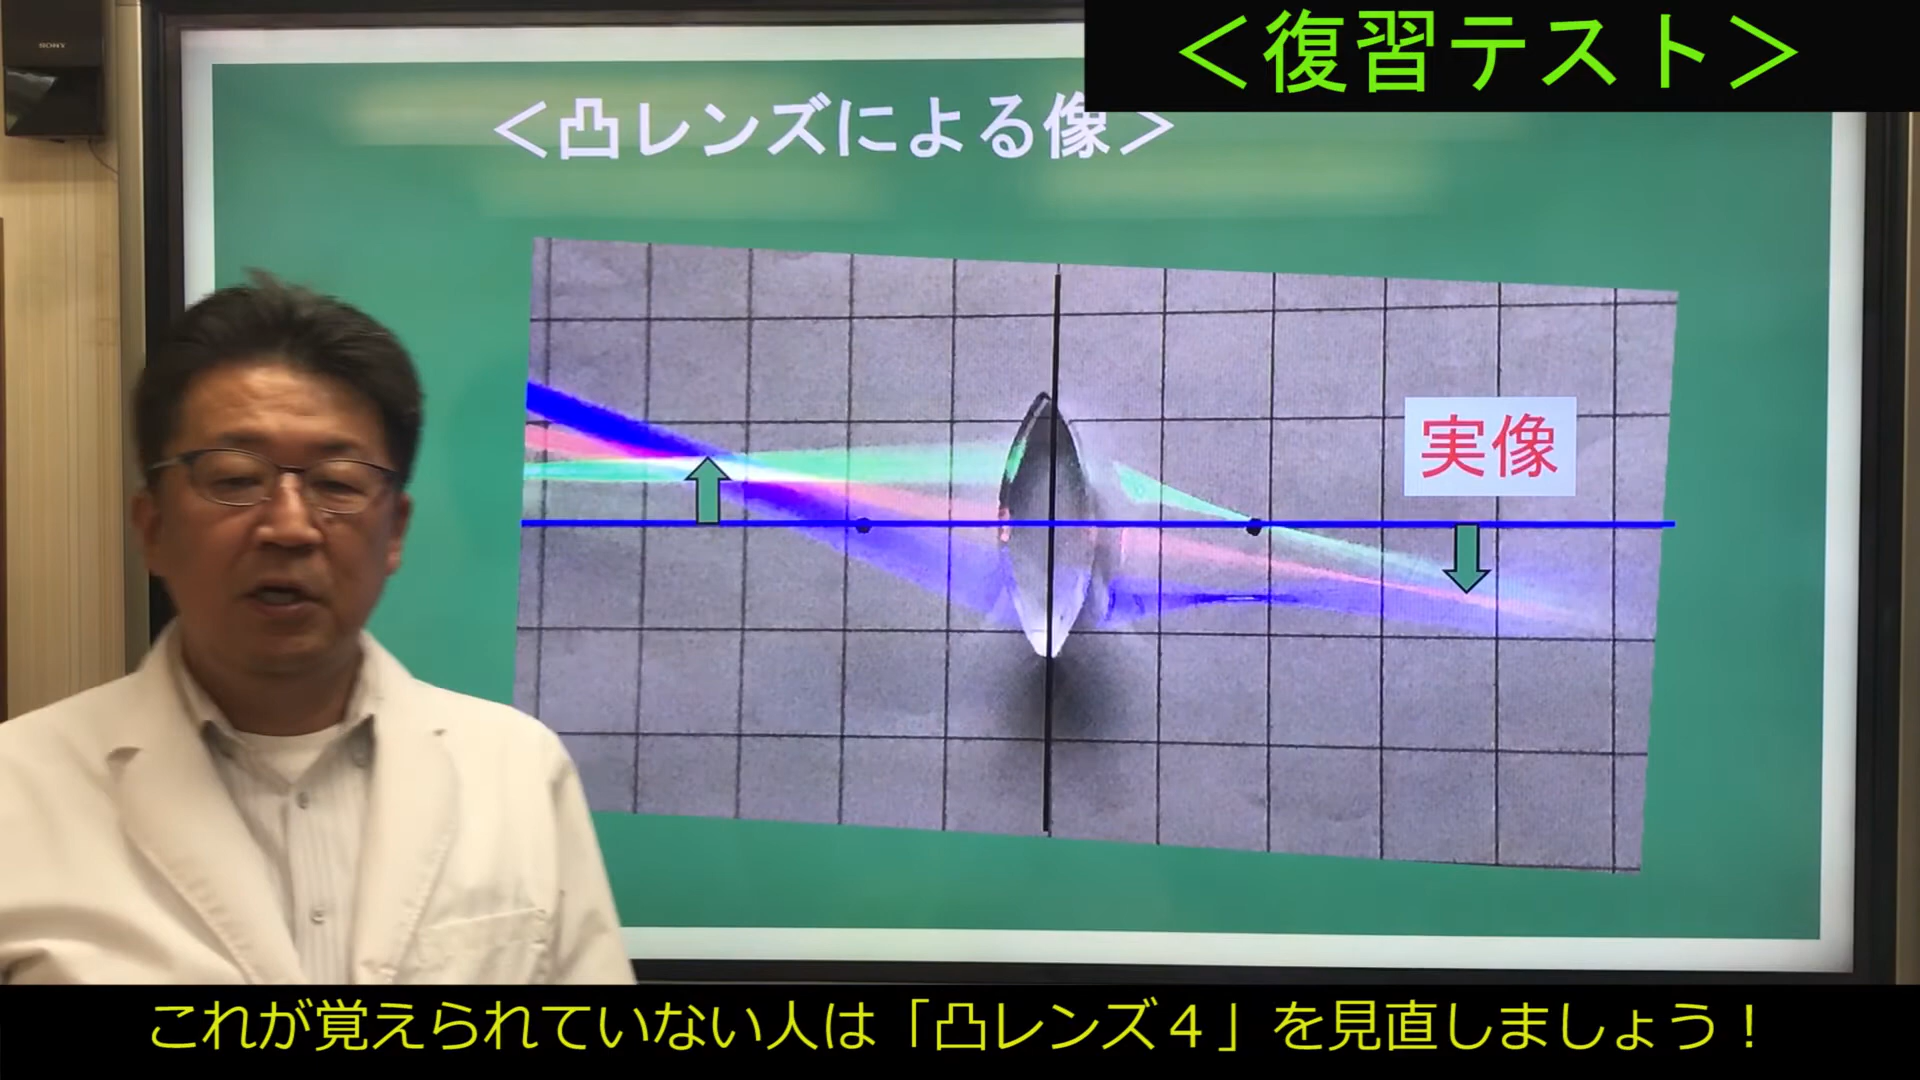 SONY
＜復習テスト＞
＜凸レンズによる像＞
実像
これが覚えられていない人は「凸レンズ４」を見直しましょう！